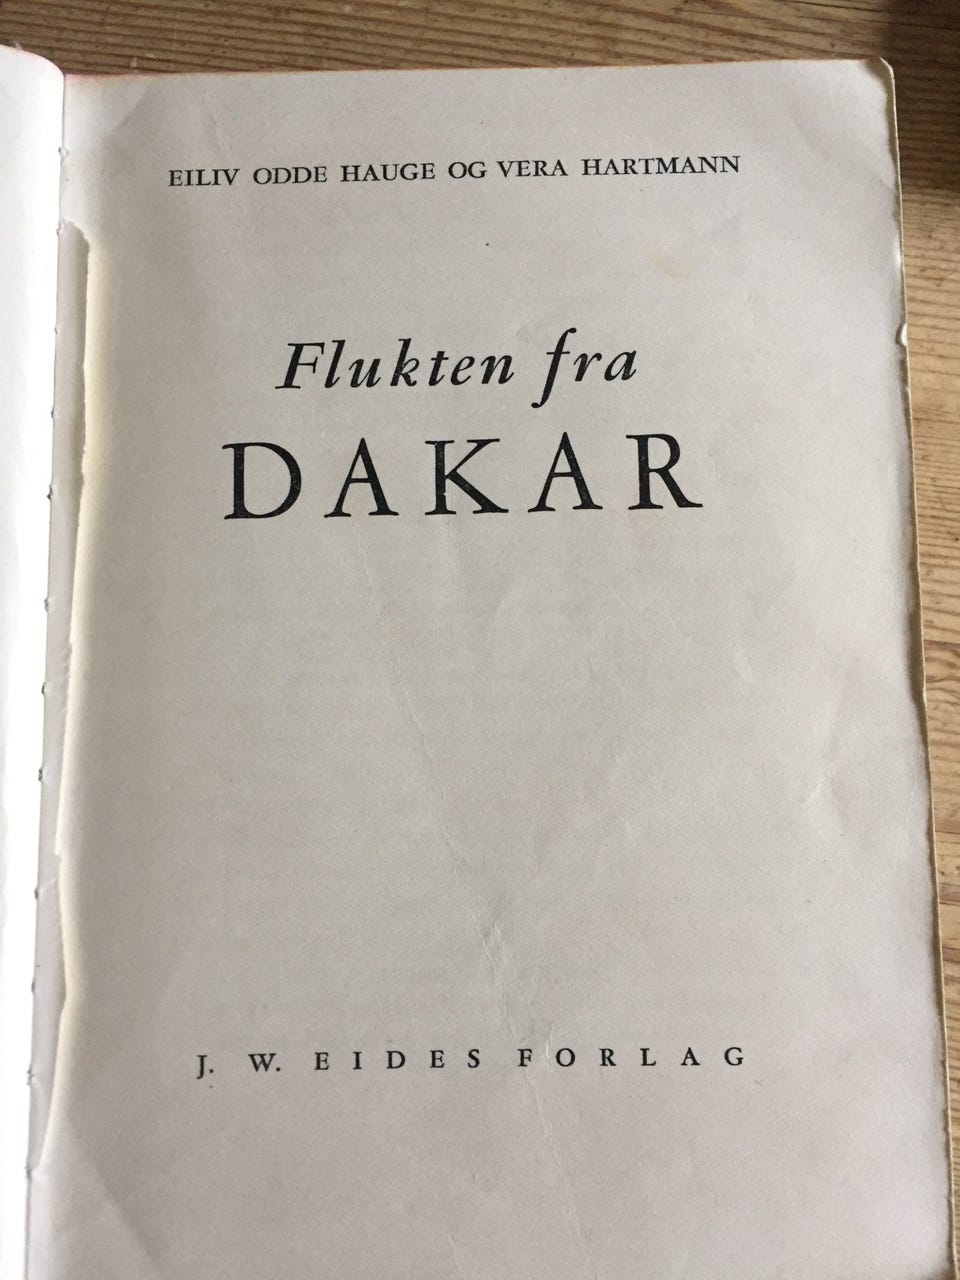 EILIV ODDE HAUGE OG VERA HARTMANN
Flukten fra
DAKAR
J. W. EIDES FORLAG